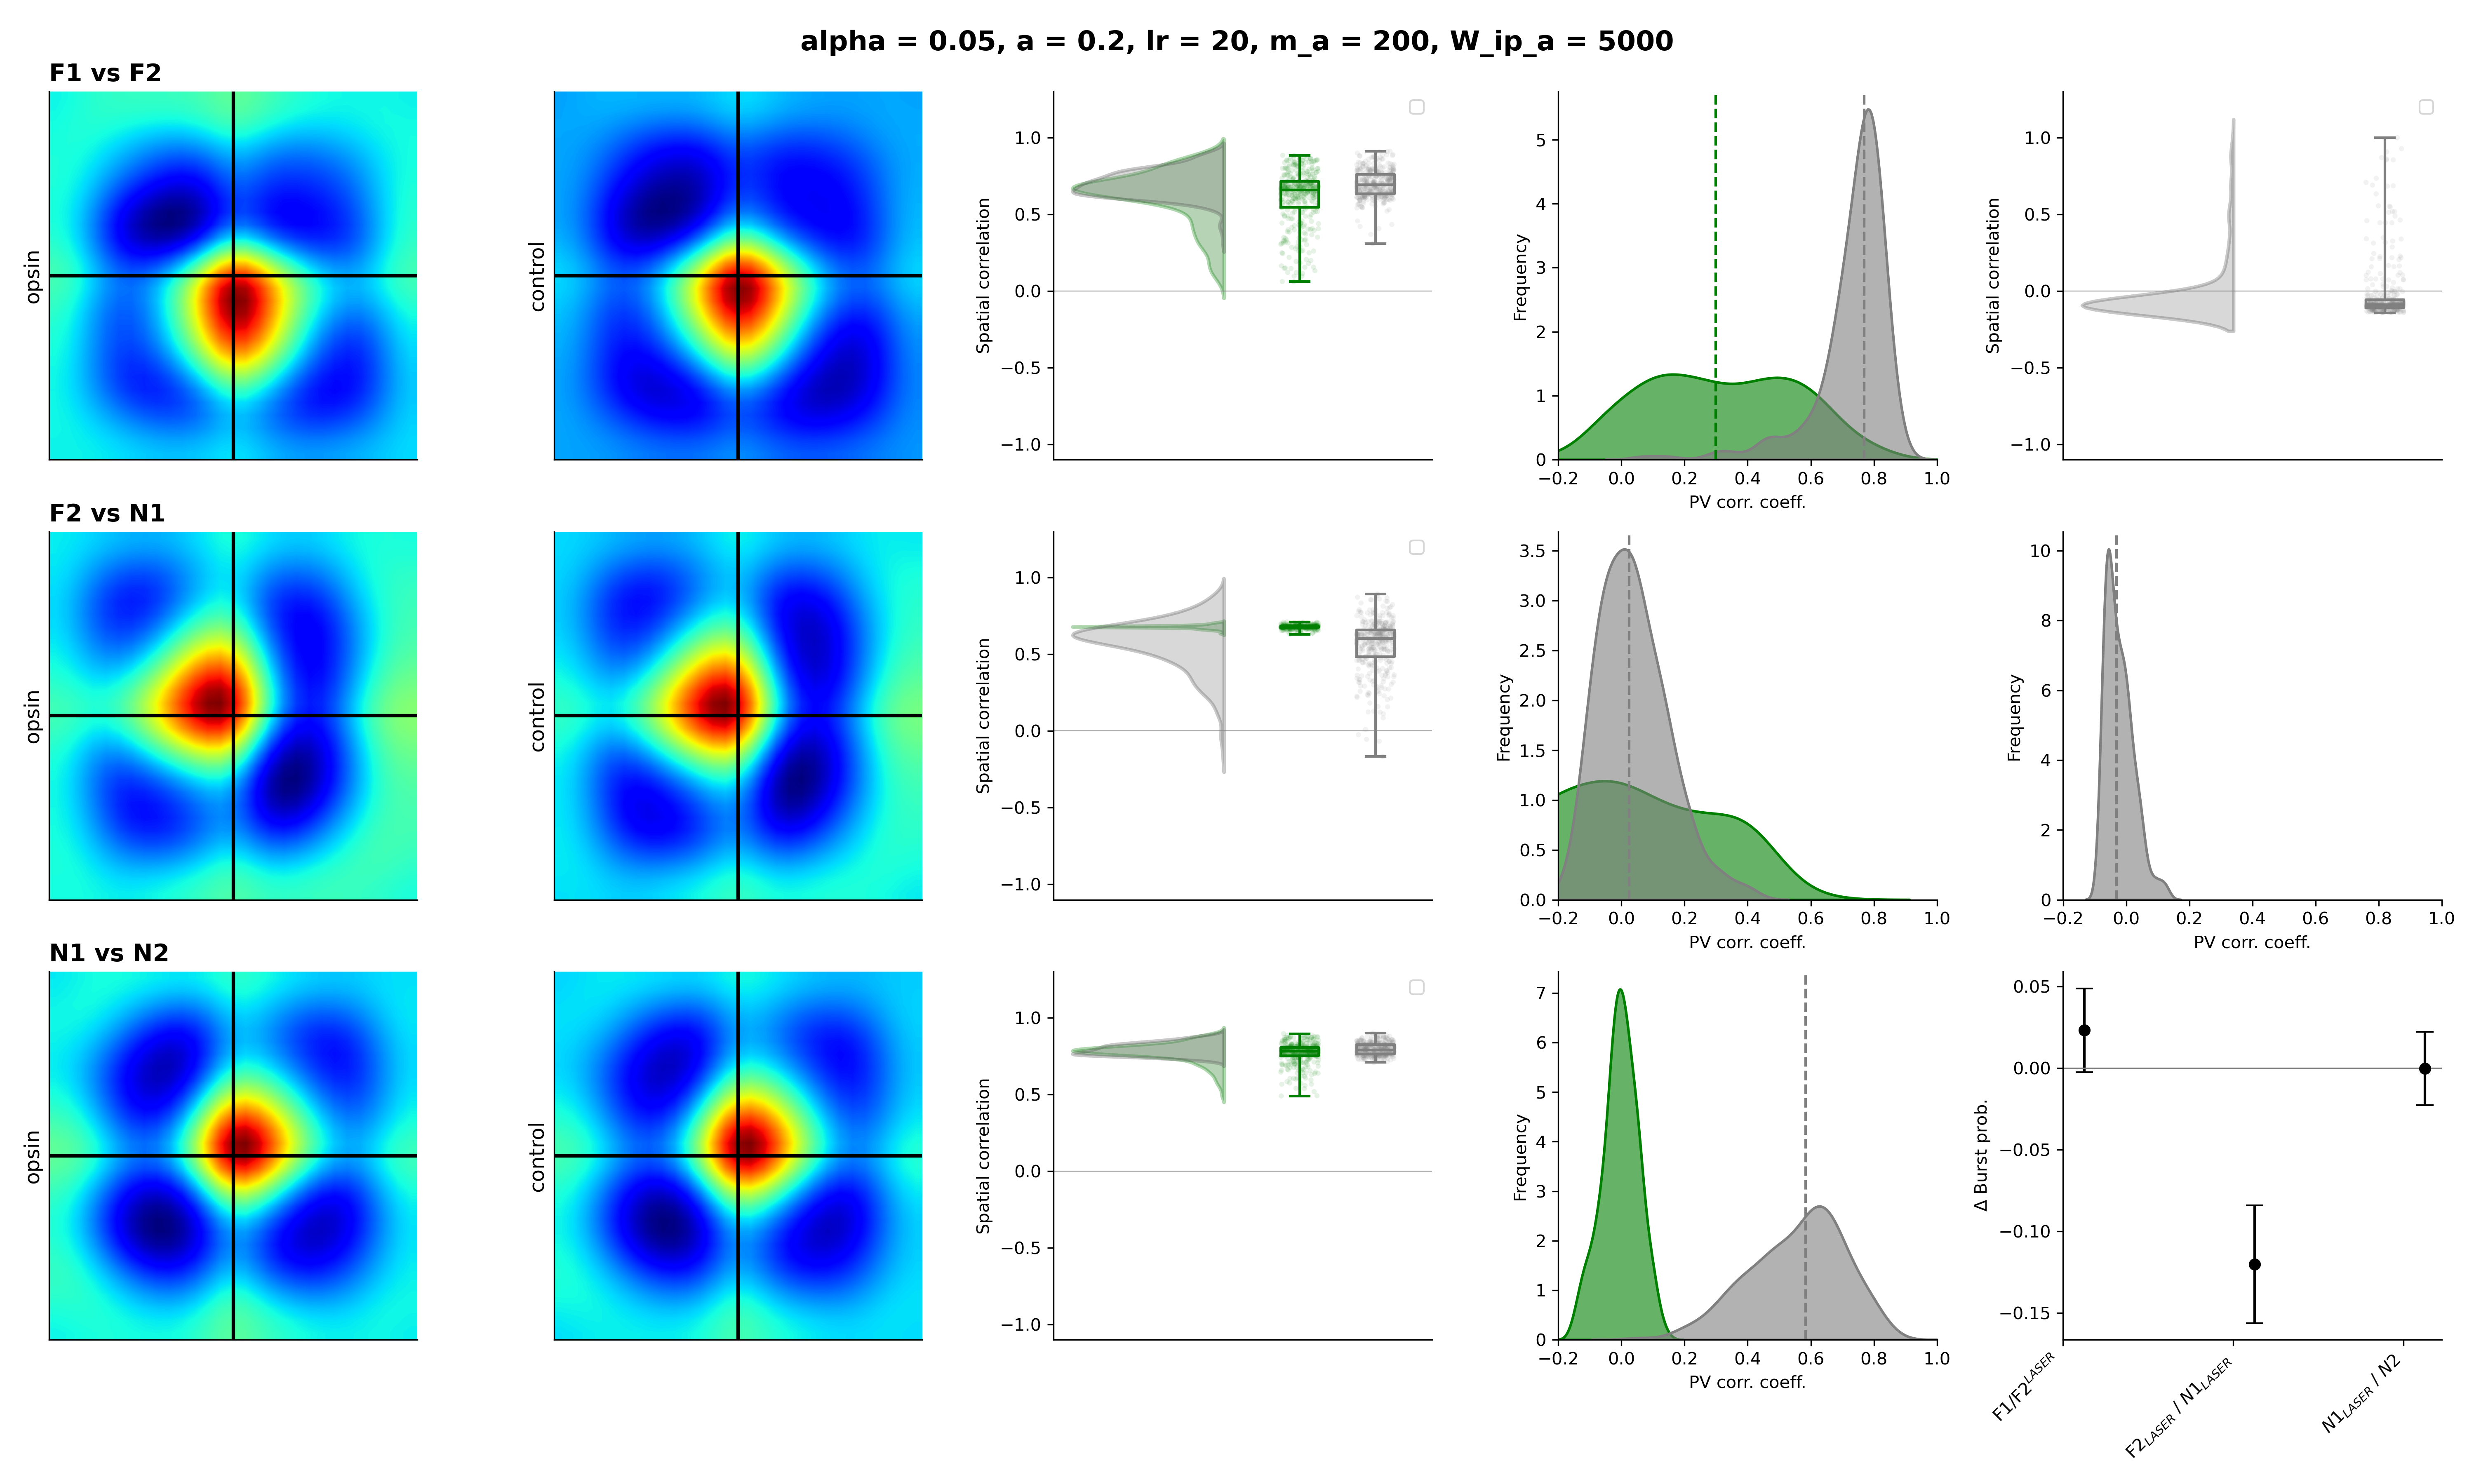 alpha = 0.05, a = 0.2, lr = 20, m_a = 200, W_ip_a = 5000
F1 vs F2
opsin
control
Spatial correlation
1.0
0.5
0.0
−0.5
−1.0
Frequency
5
4
3
2
1
0
−0.2 0.0 0.2 0.4 0.6 0.8 1.0
PV corr. coeff.
Spatial correlation
1.0
0.5
0.0
−0.5
−1.0
F2 vs N1
opsin
control
Spatial correlation
1.0
0.5
0.0
−0.5
−1.0
Frequency
3.5
3.0
2.5
2.0
1.5
1.0
0.5
0.0
−0.2 0.0 0.2 0.4 0.6 0.8 1.0
PV corr. coeff.
Frequency
10
8
6
4
2
0
−0.2 0.0 0.2 0.4 0.6 0.8 1.0
PV corr. coeff.
N1 vs N2
opsin
control
Spatial correlation
1.0
0.5
0.0
−0.5
−1.0
Frequency
7
6
5
4
3
2
1
0
−0.2 0.0 0.2 0.4 0.6 0.8 1.0
PV corr. coeff.
Δ Burst prob.
0.05
0.00
−0.05
−0.10
−0.15
F1/F2^LASER
F2_LASER / N1_LASER
N1_LASER / N2